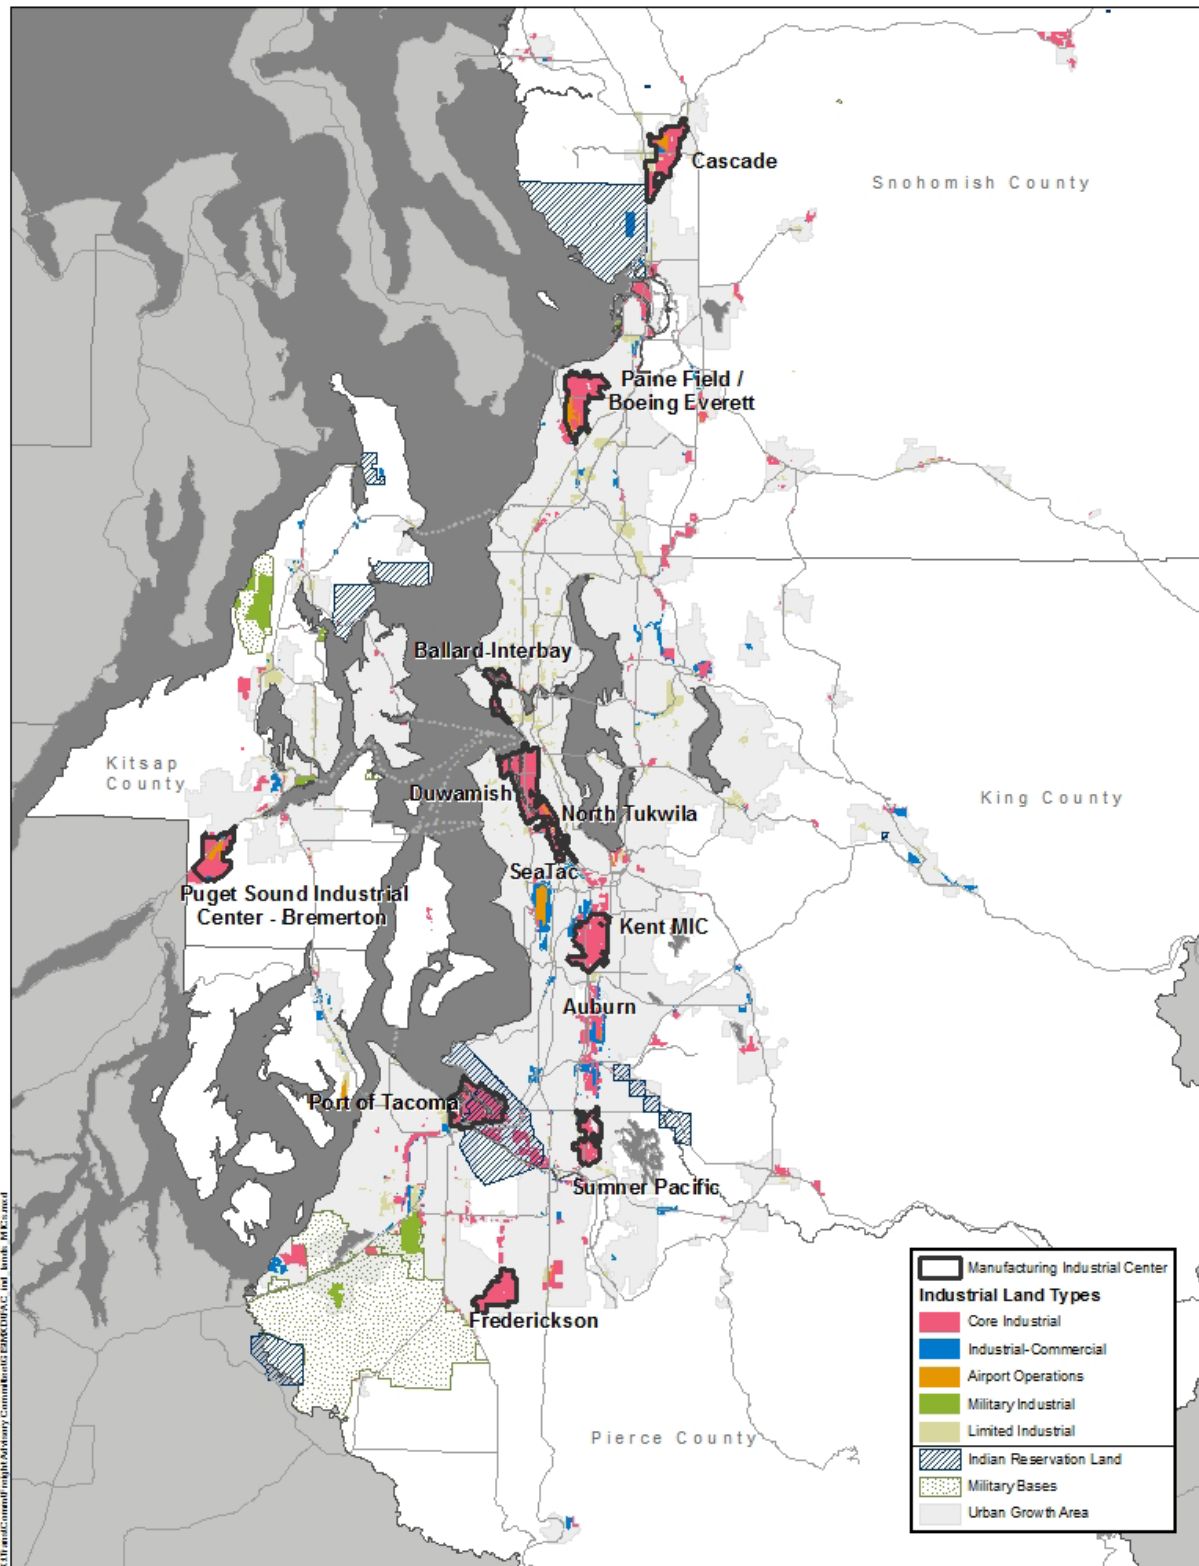 Cascade
Snohomish County
Paine Field /
Boeing Everett
Ballard-Interbay
Kitsap
County
Duwamish
North Tukwila
King County
SeaTac
Puget Sound Industrial
Center - Bremerton
Kent MIC
Auburn
Port of Tacoma
Sumner Pacific
Frederickson
Pierce County
Manufacturing Industrial Center
Industrial Land Types
Core Industrial
Industrial-Commercial
Airport Operations
Military Industrial
Limited Industrial
Indian Reservation Land
Military Bases
Urban Growth Area